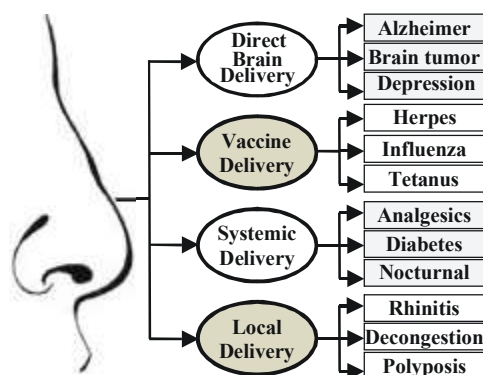 Direct
Brain
Delivery
Alzheimer
Brain tumor
Depression
Vaccine
Delivery
Herpes
Influenza
Tetanus
Systemic
Delivery
Analgesics
Diabetes
Nocturnal
Local
Delivery
Rhinitis
Decongestion
Polyposis